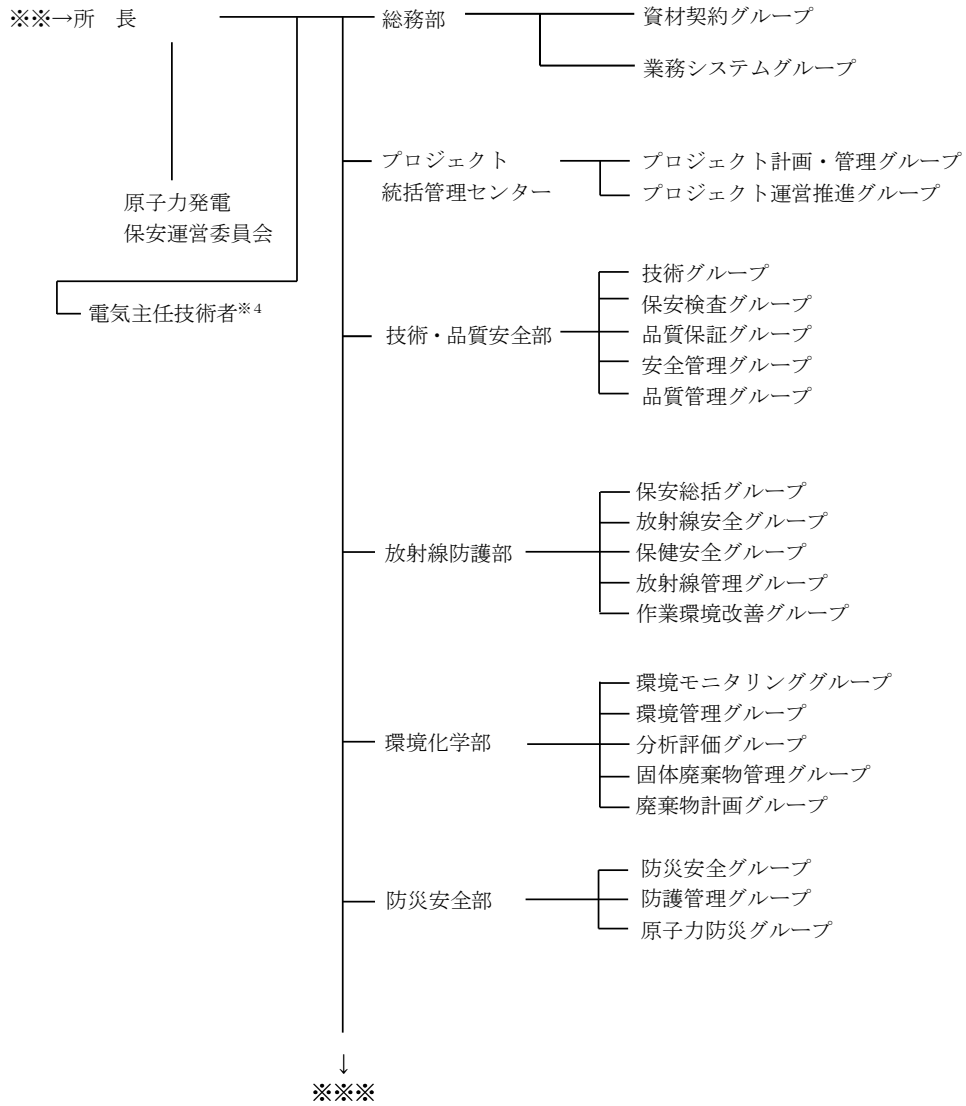 ※※→所　長
総務部
資材契約グループ
業務システムグループ
プロジェクト
統括管理センター
プロジェクト計画・管理グループ
プロジェクト運営推進グループ
原子力発電
保安運営委員会
電気主任技術者※4
技術・品質安全部
技術グループ
保安検査グループ
品質保証グループ
安全管理グループ
品質管理グループ
放射線防護部
保安総括グループ
放射線安全グループ
保健安全グループ
放射線管理グループ
作業環境改善グループ
環境化学部
環境モニタリンググループ
環境管理グループ
分析評価グループ
固体廃棄物管理グループ
廃棄物計画グループ
防災安全部
防災安全グループ
防護管理グループ
原子力防災グループ
↓
※※※